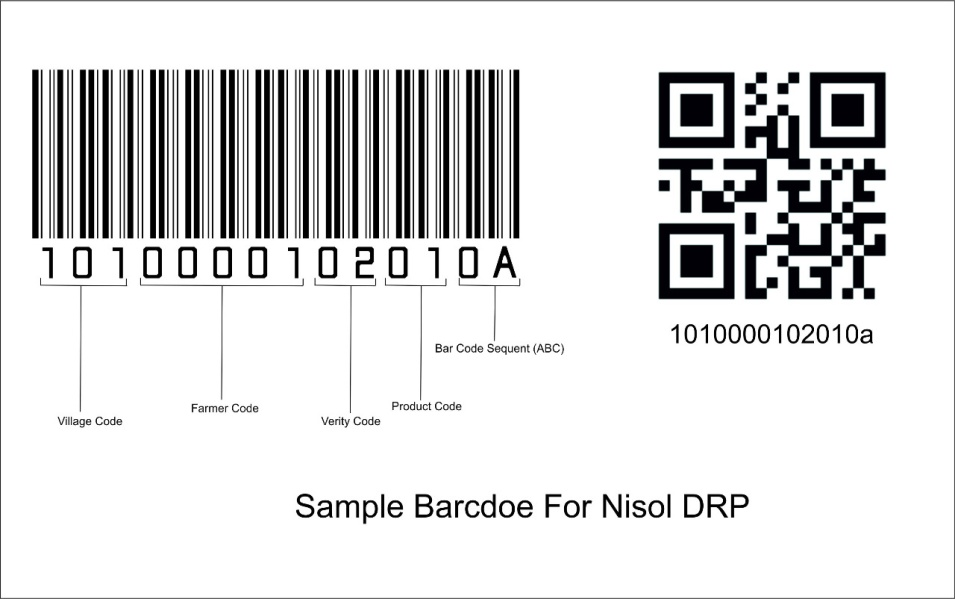 1010000102010A
1010000102010a
Bar Code Sequent (ABC)
Village Code
Farmer Code
Verity Code
Product Code
Sample Barcdoe For Nisol DRP